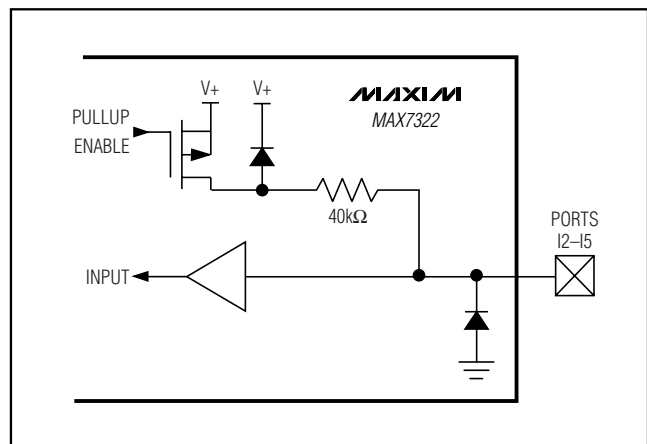 V+ V+
MAXIM
MAX7322
PULLUP
ENABLE
40kΩ
PORTS
I2–I5
INPUT